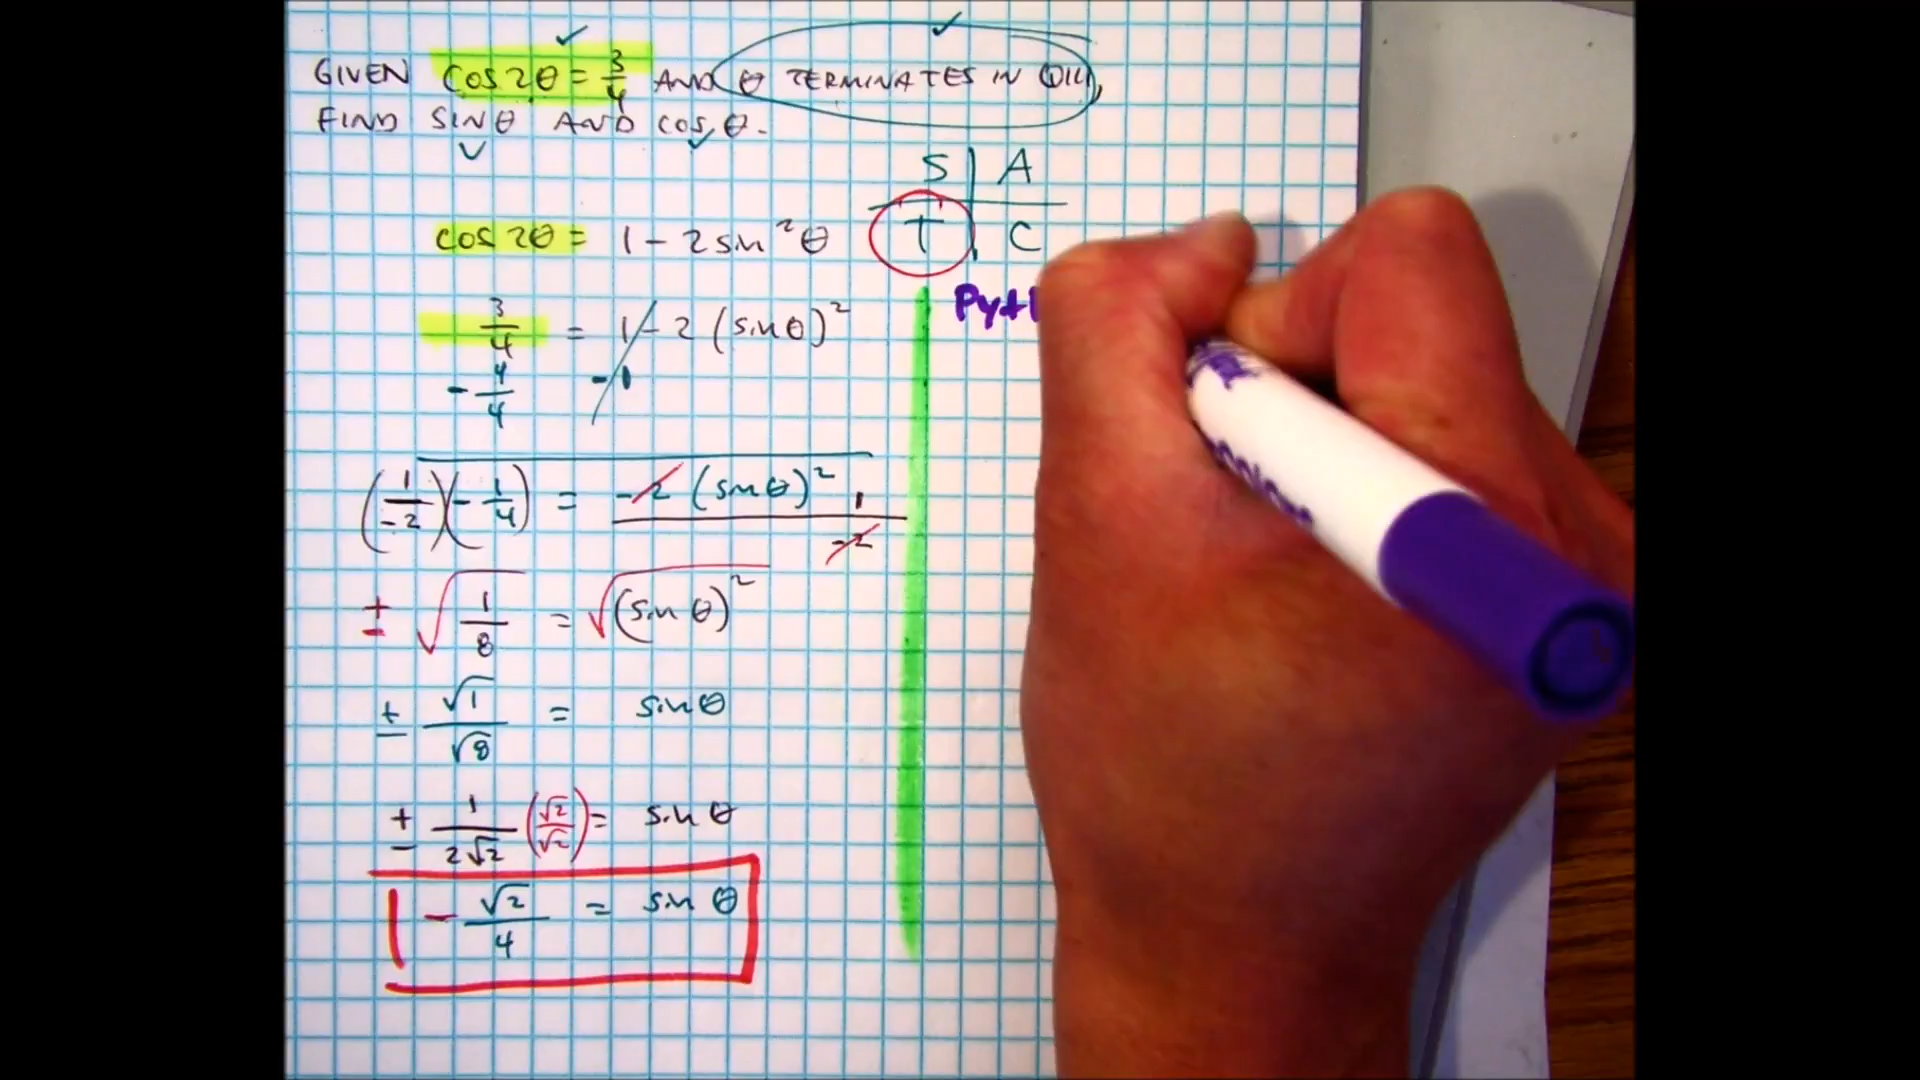 GIVEN COS 2θ = 3/4 AND θ TERMINATES IN QIII,
FIND SINθ AND COS θ.
S A
T C
cos 2θ = 1 - 2 sin²θ
3/4 = 1 - 2 (sin θ)²
- 4/4 -1
(1/-2)(-1/4) = -2 (sin θ)² / -2
± √(1/8) = √(sin θ)²
± √1/√8 = sin θ
± 1/2√2 (√2/√2) = sin θ
- √2/4 = sin θ